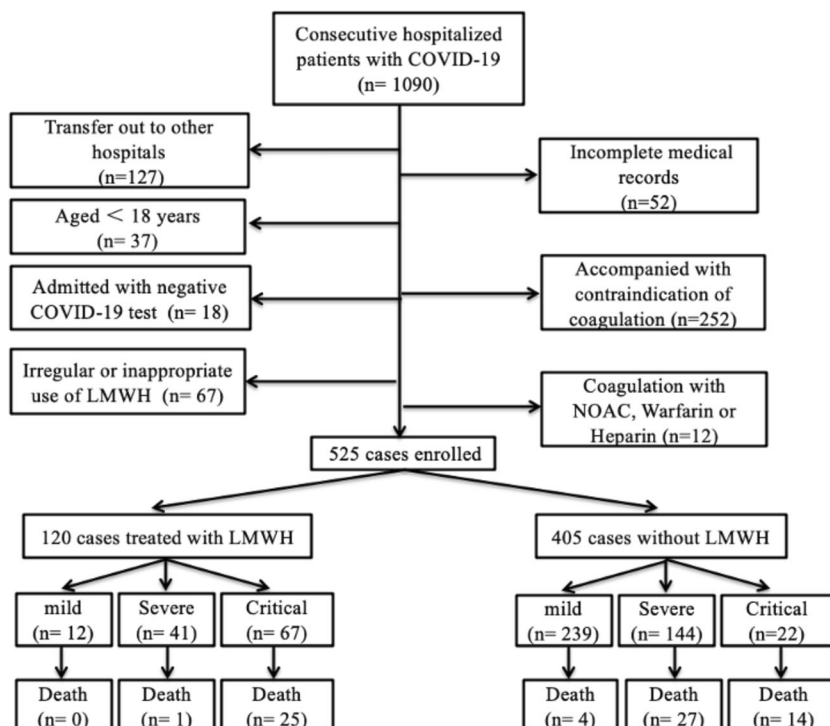 Consecutive hospitalized
patients with COVID-19
(n= 1090)
Transfer out to other
hospitals
(n=127)
Incomplete medical
records
(n=52)
Aged < 18 years
(n= 37)
Admitted with negative
COVID-19 test (n= 18)
Accompanied with
contraindication of
coagulation (n=252)
Irregular or inappropriate
use of LMWH (n= 67)
Coagulation with
NOAC, Warfarin or
Heparin (n=12)
525 cases enrolled
120 cases treated with LMWH
405 cases without LMWH
mild
(n= 12)
Severe
(n= 41)
Critical
(n= 67)
mild
(n= 239)
Severe
(n= 144)
Critical
(n=22)
Death
(n= 0)
Death
(n= 1)
Death
(n= 25)
Death
(n= 4)
Death
(n= 27)
Death
(n= 14)